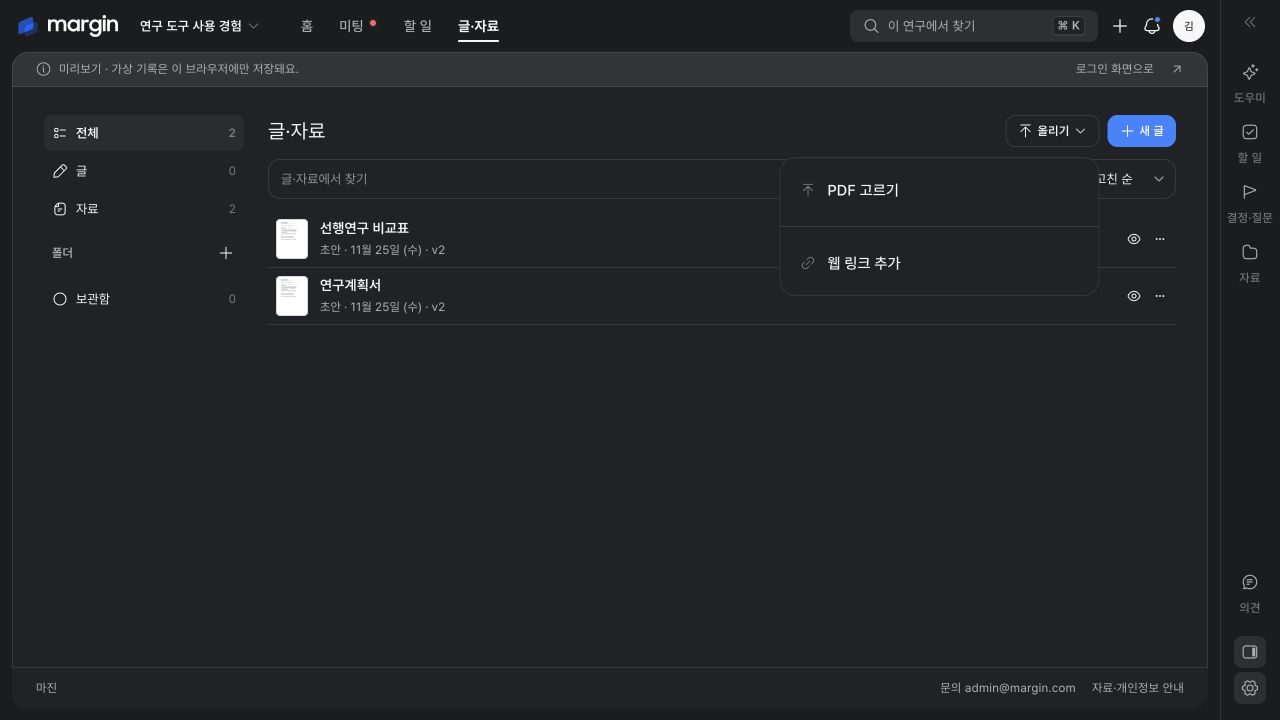 margin
연구 도구 사용 경험
홈
미팅
할 일
글·자료
이 연구에서 찾기
⌘ K
김
미리보기 · 가상 기록은 이 브라우저에만 저장돼요.
로그인 화면으로
도우미
할 일
결정·질문
자료
의견
전체 2
글 0
자료 2
폴더
보관함 0
글·자료
올리기
새 글
글·자료에서 찾기
고친 순
PDF 고르기
웹 링크 추가
선행연구 비교표
초안 · 11월 25일 (수) · v2
연구계획서
초안 · 11월 25일 (수) · v2
마진
문의 admin@margin.com
자료·개인정보 안내